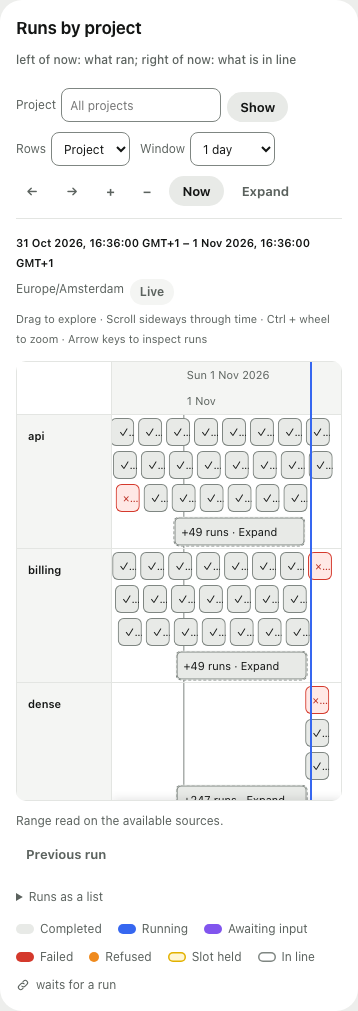 Runs by project
left of now: what ran; right of now: what is in line
Project All projects Show
Rows Project Window 1 day
← → + − Now Expand
31 Oct 2026, 16:36:00 GMT+1 – 1 Nov 2026, 16:36:00
GMT+1
Europe/Amsterdam Live
Drag to explore · Scroll sideways through time · Ctrl + wheel
to zoom · Arrow keys to inspect runs
Sun 1 Nov 2026
1 Nov
api
+49 runs · Expand
billing
+49 runs · Expand
dense
+247 runs · Expand
Range read on the available sources.
Previous run
Runs as a list
Completed Running Awaiting input
Failed Refused Slot held In line
waits for a run